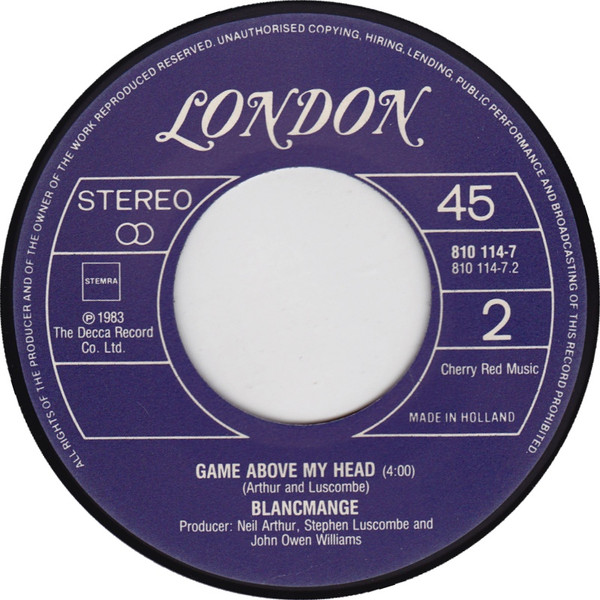 ALL RIGHTS OF THE PRODUCER AND OF THE OWNER OF THE WORK REPRODUCED RESERVED. UNAUTHORISED COPYING, HIRING, LENDING, PUBLIC PERFORMANCE AND BROADCASTING OF THIS RECORD PROHIBITED.
LONDON
STEREO
STEMRA
℗ 1983
The Decca Record
Co. Ltd.
45
810 114-7
810 114-7.2
2
Cherry Red Music
MADE IN HOLLAND
GAME ABOVE MY HEAD (4:00)
(Arthur and Luscombe)
BLANCMANGE
Producer: Neil Arthur, Stephen Luscombe and
John Owen Williams